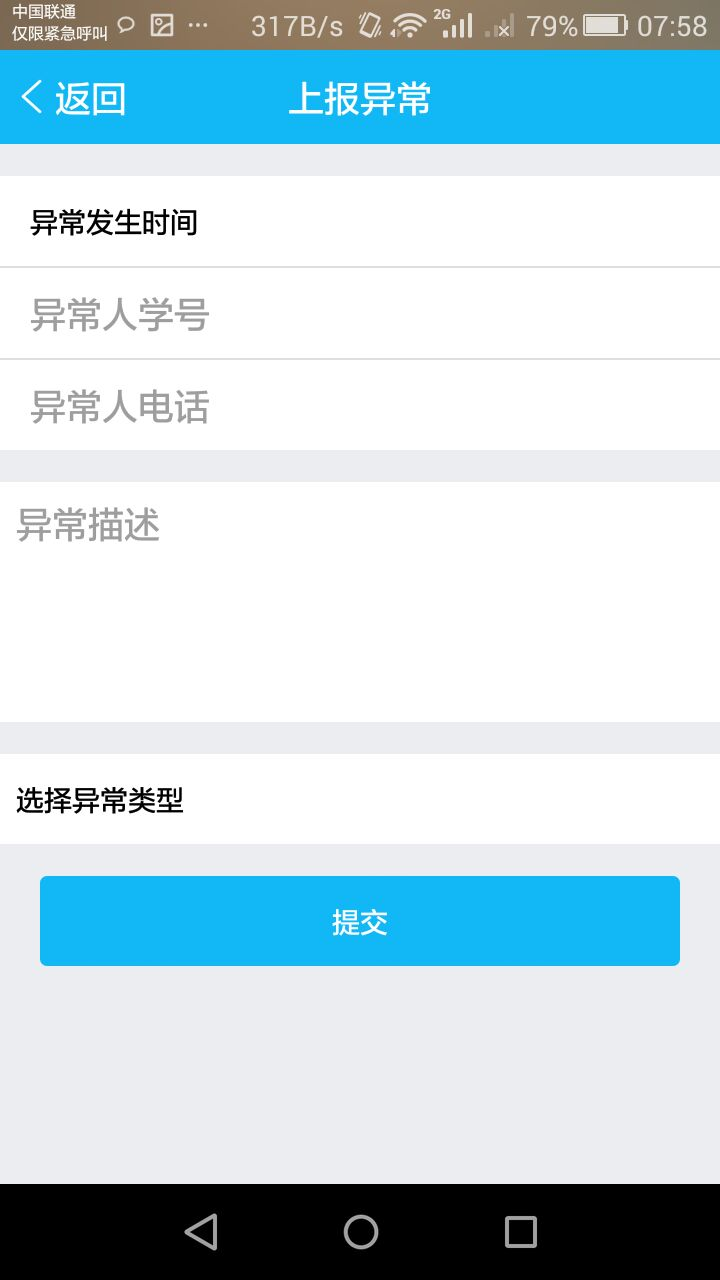 中国联通
仅限紧急呼叫
317B/s
2G
79%
07:58
返回
上报异常
异常发生时间
异常人学号
异常人电话
异常描述
选择异常类型
提交